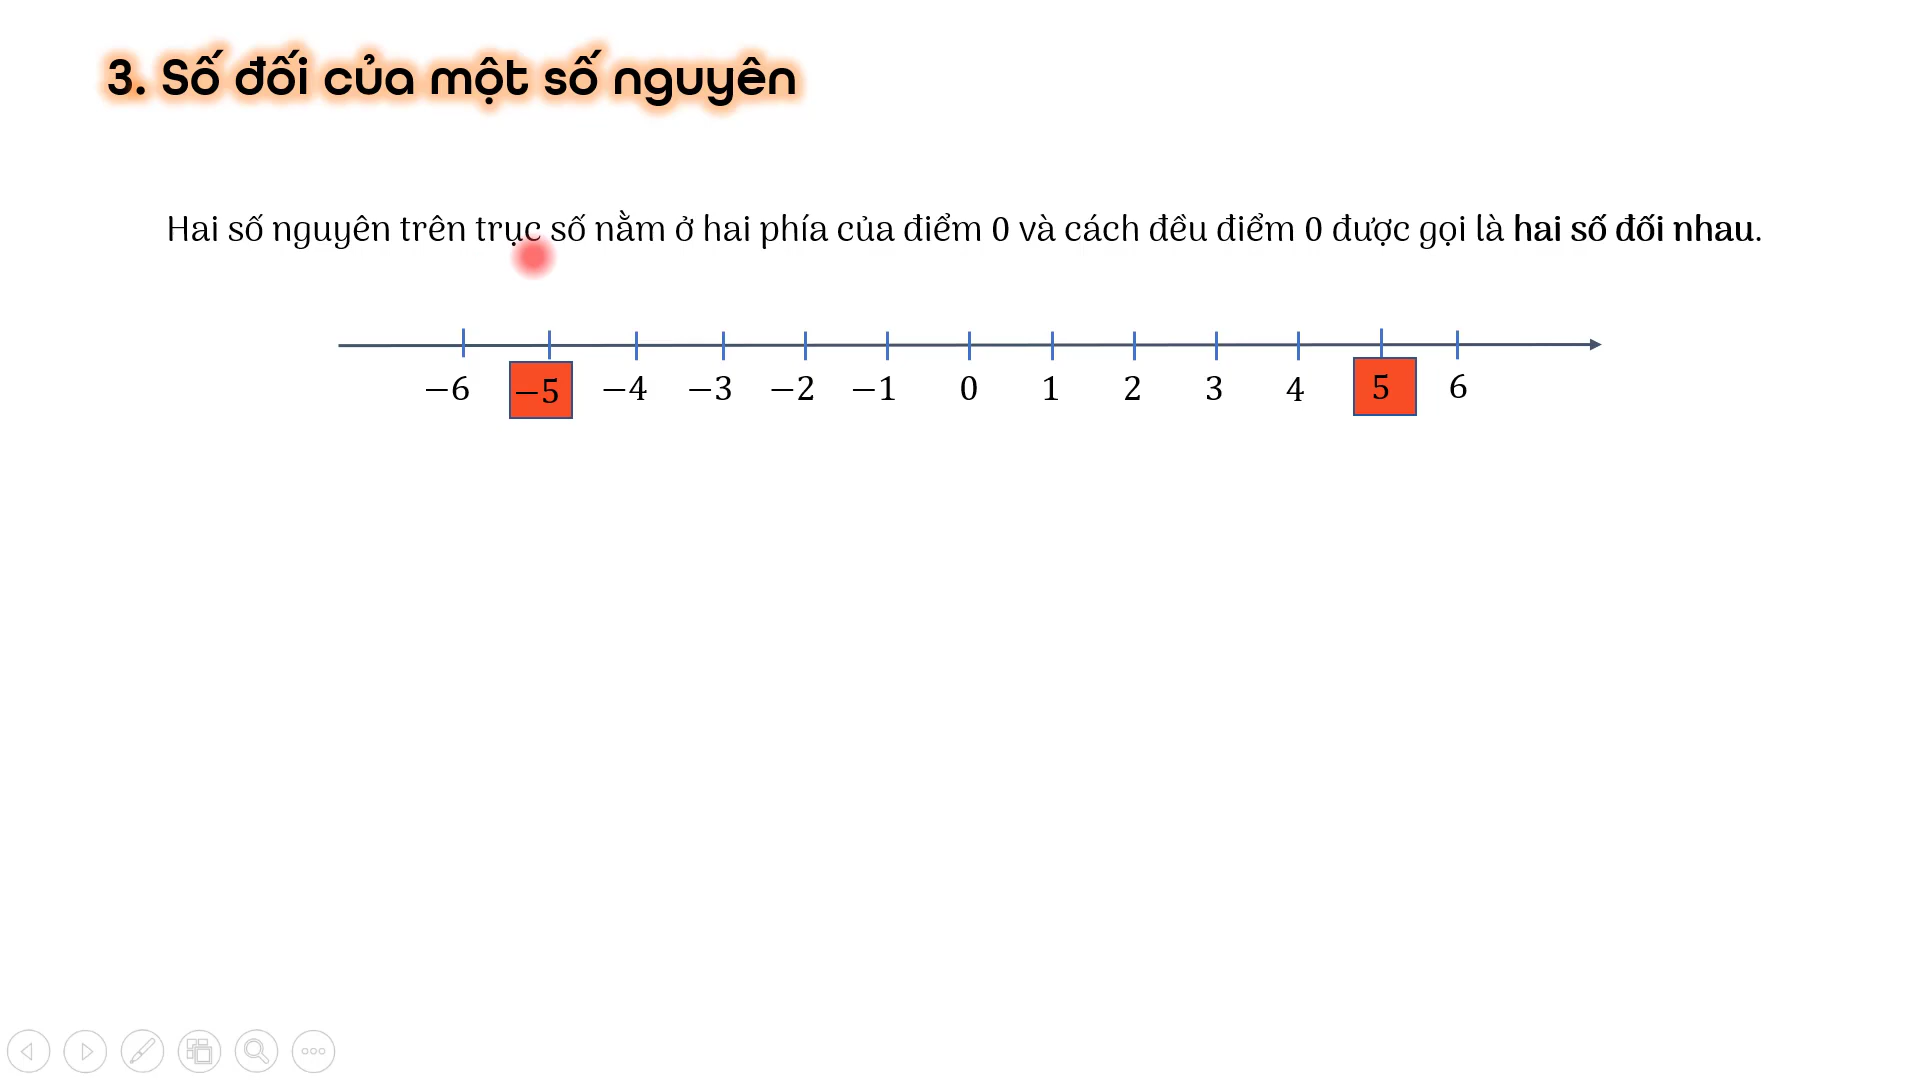 3. Số đối của một số nguyên
Hai số nguyên trên trục số nằm ở hai phía của điểm 0 và cách đều điểm 0 được gọi là hai số đối nhau.
−6 −5 −4 −3 −2 −1 0 1 2 3 4 5 6